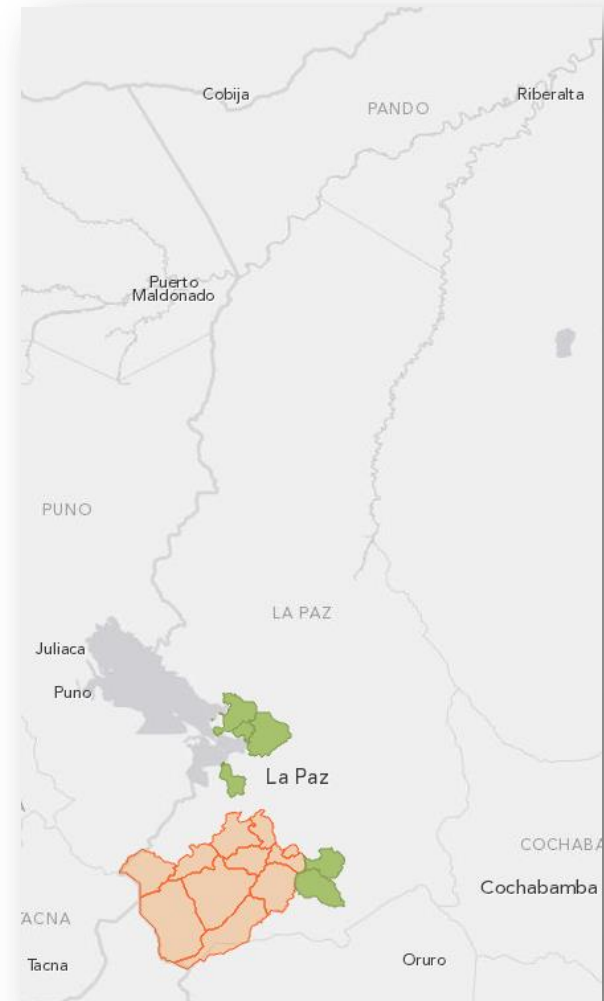 Cobija
Riberalta
PANDO
Puerto
Maldonado
PUNO
LA PAZ
Juliaca
Puno
La Paz
COCHABA
Cochabamba
ACNA
Oruro
Tacna